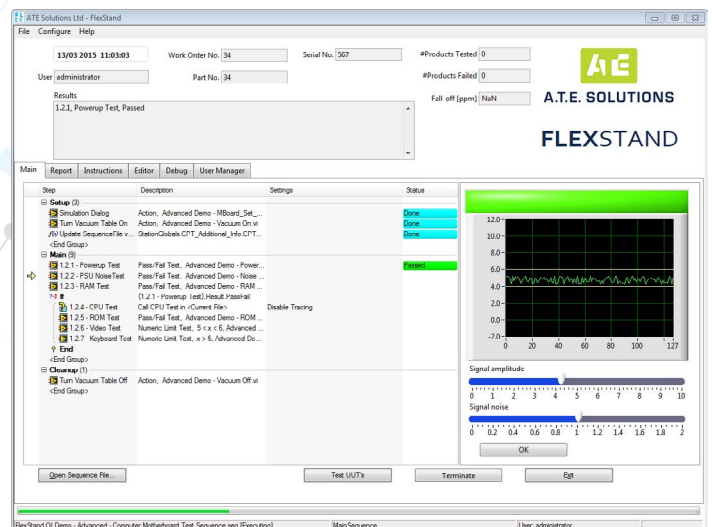 ATE Solutions Ltd - FlexStand
File Configure Help
13/03 2015 11:03:03 Work Order No. 34 Serial No. 567 #Products Tested 0
User administrator Part No. 34 #Products Failed 0
Results Fall off [ppm] NaN
1.2.1, Powerup Test, Passed
A.T.E. SOLUTIONS
FLEXSTAND
Main Report Instructions Editor Debug User Manager
Step Description Settings Status
Setup (3)
Simulation Dialog Action, Advanced Demo - MBoard_Set_... Done
Turn Vacuum Table On Action, Advanced Demo - Vacuum On.vi Done
Update SequenceFile v... StationGlobals.CPT_Additional_Info.CPT... Done
<End Group>
Main (9)
1.2.1 - Powerup Test Pass/Fail Test, Advanced Demo - Power... Passed
1.2.2 - PSU NoiseTest Pass/Fail Test, Advanced Demo - Noise ...
1.2.3 - RAM Test Pass/Fail Test, Advanced Demo - RAM ...
If {1.2.1 - Powerup Test}.Result.PassFail
1.2.4 - CPU Test Call CPU Test in <Current File> Disable Tracing
1.2.5 - ROM Test Pass/Fail Test, Advanced Demo - ROM ...
1.2.6 - Video Test Numeric Limit Test, 5 < x < 6, Advanced ...
1.2.7 Keyboard Test Numeric Limit Test, x > 5, Advanced Do...
End
<End Group>
Cleanup (1)
Turn Vacuum Table Off Action, Advanced Demo - Vacuum Off.vi
<End Group>
12.0
10.0
8.0
6.0
4.0
2.0
0.0
-2.0
0 20 40 60 80 100 127
Signal amplitude
0 1 2 3 4 5 6 7 8 9 10
Signal noise
0 0.2 0.4 0.6 0.8 1 1.2 1.4 1.6 1.8 2
OK
Open Sequence File... Test UUT's Terminate Exit
FlexStand OI Demo - Advanced - Computer Motherboard Test Sequence.seq [Executing] MainSequence User: administrator